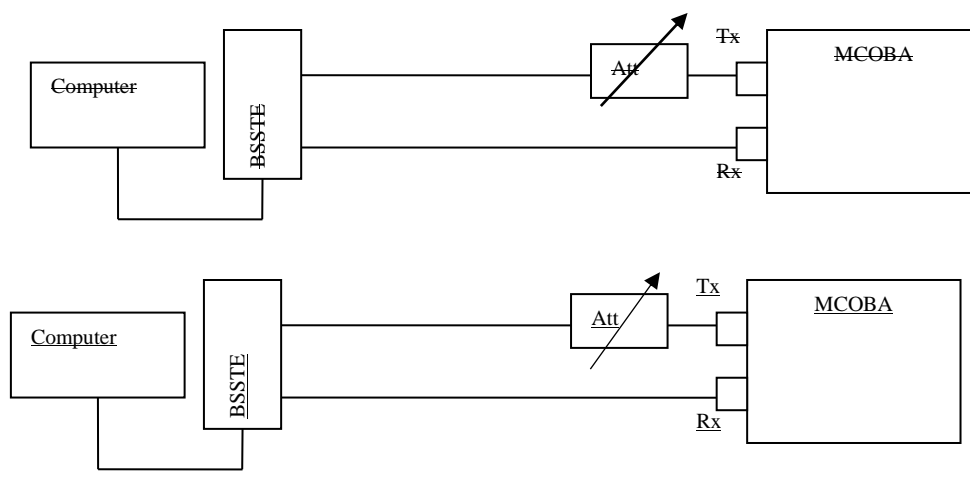 Tx
MCOBA
Att
Computer
BSSTE
Rx
Tx
MCOBA
Att
Computer
BSSTE
Rx